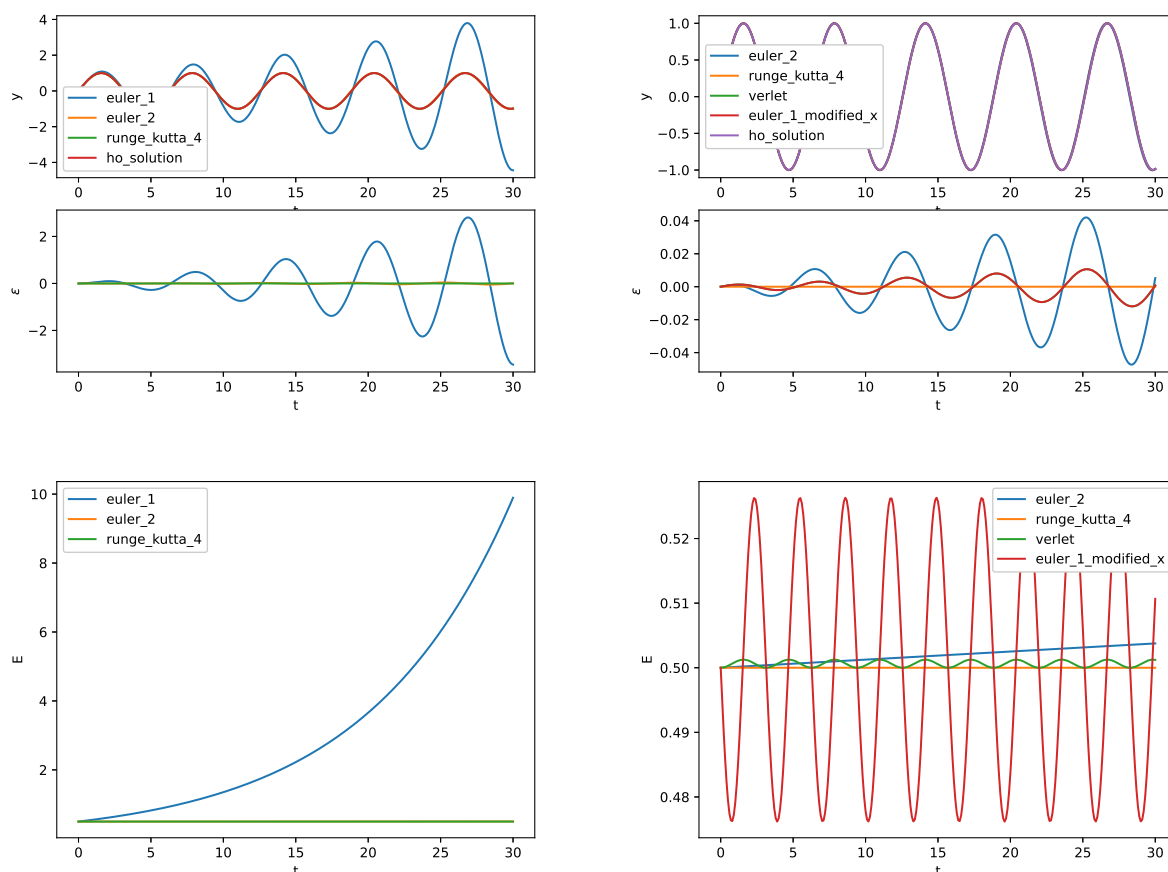 4
2
0
−2
−4
y
euler_1
euler_2
runge_kutta_4
ho_solution
0 5 10 15 20 25 30
t
2
0
−2
ε
0 5 10 15 20 25 30
t
1.0
0.5
0.0
−0.5
−1.0
y
euler_2
runge_kutta_4
verlet
euler_1_modified_x
ho_solution
0 5 10 15 20 25 30
t
0.04
0.02
0.00
−0.02
−0.04
ε
0 5 10 15 20 25 30
t
10
8
6
4
2
E
euler_1
euler_2
runge_kutta_4
0 5 10 15 20 25 30
t
0.52
0.51
0.50
0.49
0.48
E
euler_2
runge_kutta_4
verlet
euler_1_modified_x
0 5 10 15 20 25 30
t